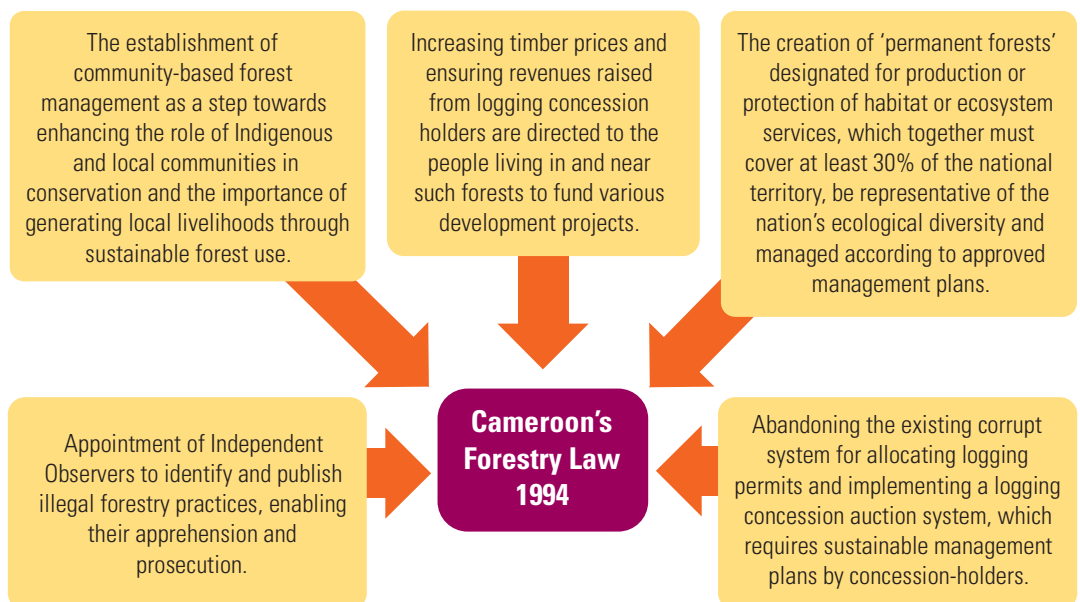 The establishment of
community-based forest
management as a step towards
enhancing the role of Indigenous
and local communities in
conservation and the importance of
generating local livelihoods through
sustainable forest use.
Increasing timber prices and
ensuring revenues raised
from logging concession
holders are directed to the
people living in and near
such forests to fund various
development projects.
The creation of ‘permanent forests’
designated for production or
protection of habitat or ecosystem
services, which together must
cover at least 30% of the national
territory, be representative of the
nation’s ecological diversity and
managed according to approved
management plans.
Appointment of Independent
Observers to identify and publish
illegal forestry practices, enabling
their apprehension and
prosecution.
Cameroon’s
Forestry Law
1994
Abandoning the existing corrupt
system for allocating logging
permits and implementing a logging
concession auction system, which
requires sustainable management
plans by concession-holders.